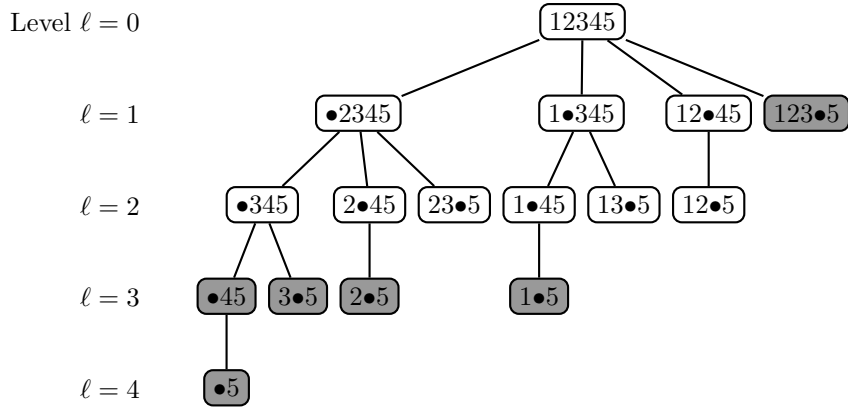 Level ℓ = 0 12345
ℓ = 1 •2345 1•345 12•45 123•5
ℓ = 2 •345 2•45 23•5 1•45 13•5 12•5
ℓ = 3 •45 3•5 2•5 1•5
ℓ = 4 •5